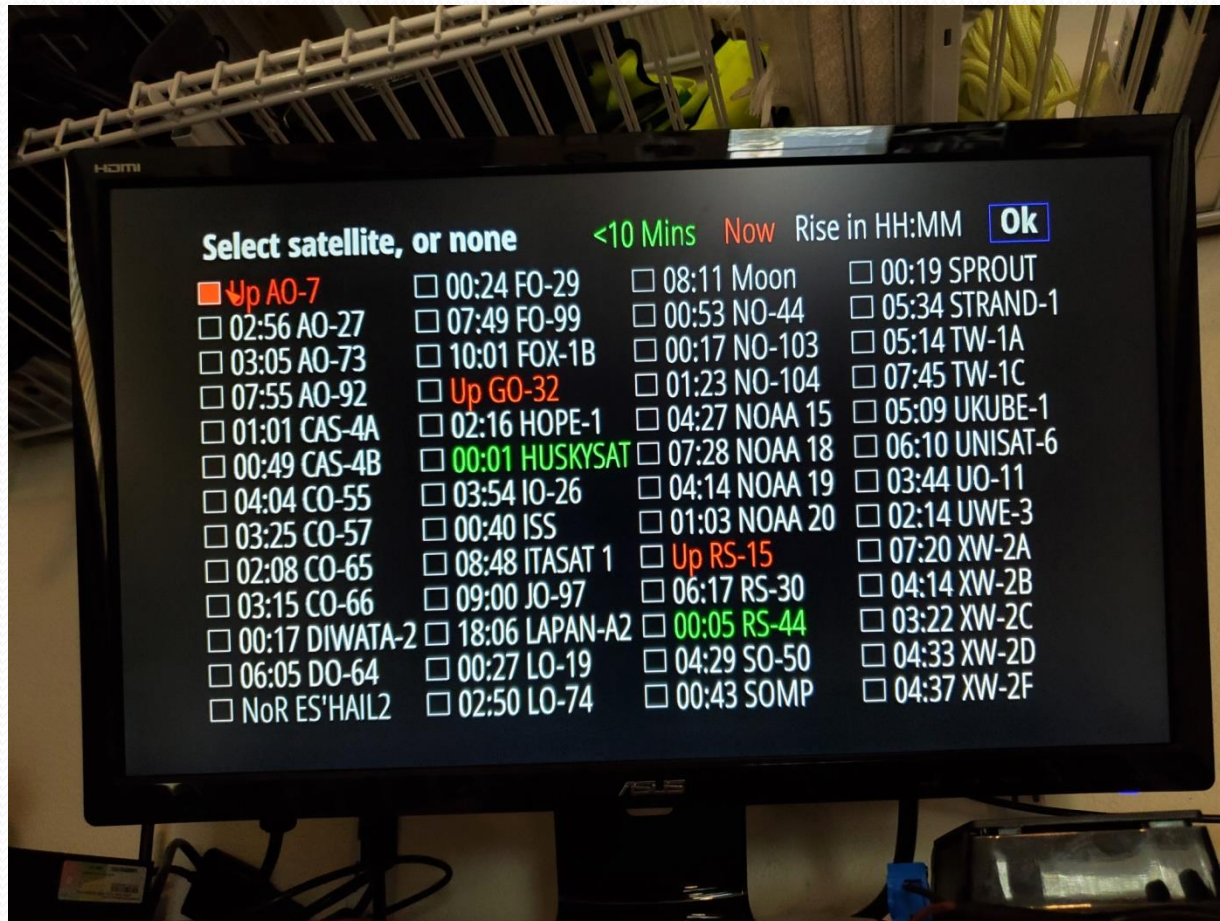 HDMI
Select satellite, or none <10 Mins Now Rise in HH:MM Ok
Up AO-7
02:56 AO-27
03:05 AO-73
07:55 AO-92
01:01 CAS-4A
00:49 CAS-4B
04:04 CO-55
03:25 CO-57
02:08 CO-65
03:15 CO-66
00:17 DIWATA-2
06:05 DO-64
NoR ES'HAIL2
00:24 FO-29
07:49 FO-99
10:01 FOX-1B
Up GO-32
02:16 HOPE-1
00:01 HUSKYSAT
03:54 IO-26
00:40 ISS
08:48 ITASAT 1
09:00 JO-97
18:06 LAPAN-A2
00:27 LO-19
02:50 LO-74
08:11 Moon
00:53 NO-44
00:17 NO-103
01:23 NO-104
04:27 NOAA 15
07:28 NOAA 18
04:14 NOAA 19
01:03 NOAA 20
Up RS-15
06:17 RS-30
00:05 RS-44
04:29 SO-50
00:43 SOMP
00:19 SPROUT
05:34 STRAND-1
05:14 TW-1A
07:45 TW-1C
05:09 UKUBE-1
06:10 UNISAT-6
03:44 UO-11
02:14 UWE-3
07:20 XW-2A
04:14 XW-2B
03:22 XW-2C
04:33 XW-2D
04:37 XW-2F
ASUS